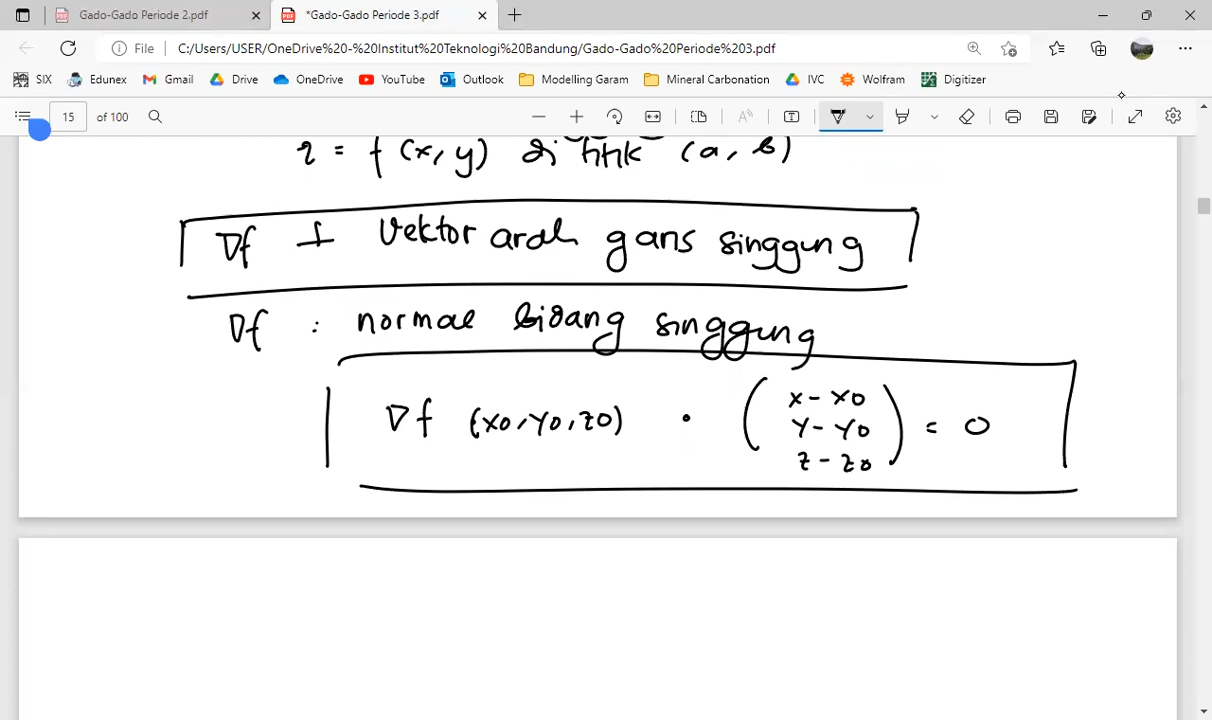 Gado-Gado Periode 2.pdf
*Gado-Gado Periode 3.pdf
File C:/Users/USER/OneDrive%20-%20Institut%20Teknologi%20Bandung/Gado-Gado%20Periode%203.pdf
SIX Edunex Gmail Drive OneDrive YouTube Outlook Modelling Garam Mineral Carbonation IVC Wolfram Digitizer
15 of 100
z = f (x, y) di titik (a, b)
∇f ⊥ Vektor arah garis singgung
∇f : normal bidang singgung
∇f (x0, y0, z0) • ( x - x0
y - y0 ) = 0
z - z0